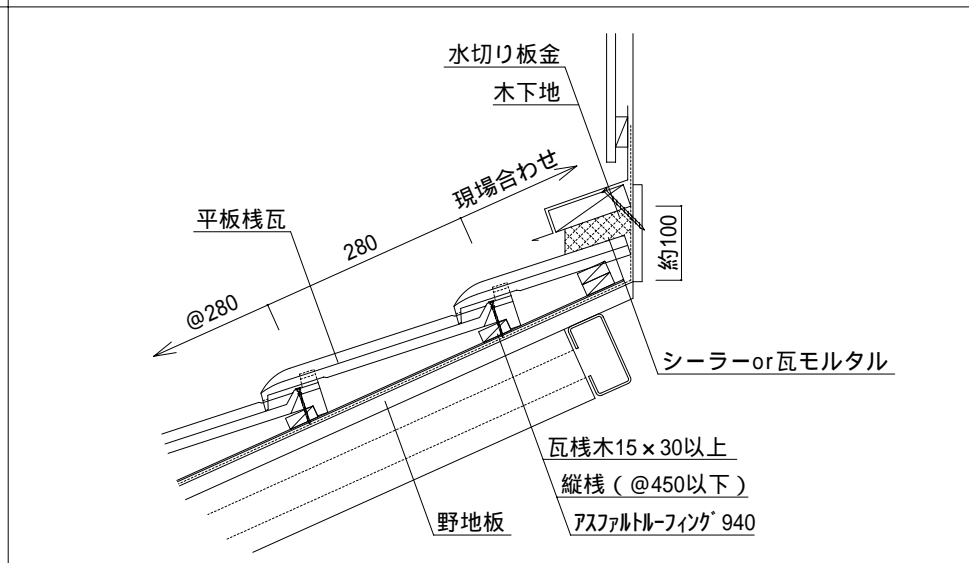 水切り板金
木下地
現場合わせ
平板桟瓦
280
約100
@280
シーラーor瓦モルタル
瓦桟木15×30以上
縦桟(@450以下)
野地板
ｱｽﾌｧﾙﾄﾙｰﾌｨﾝｸﾞ940